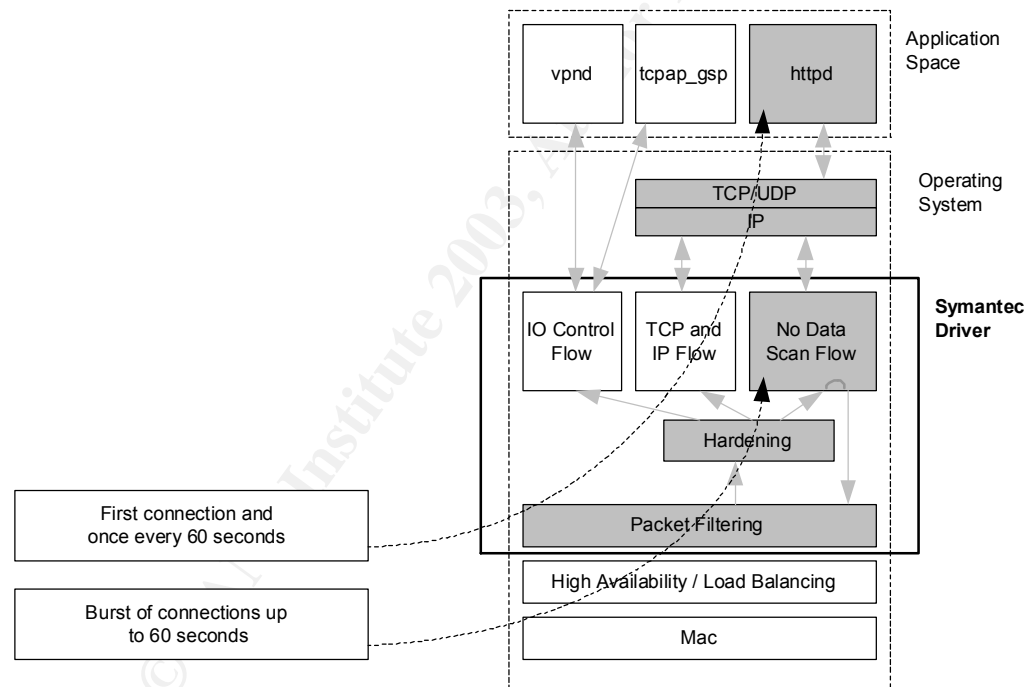 Application
Space
vpnd
tcpap_gsp
httpd
Operating
System
TCP/UDP
IP
Symantec
Driver
IO Control
Flow
TCP and
IP Flow
No Data
Scan Flow
Hardening
First connection and
once every 60 seconds
Packet Filtering
High Availability / Load Balancing
Burst of connections up
to 60 seconds
Mac
Institute 2003,